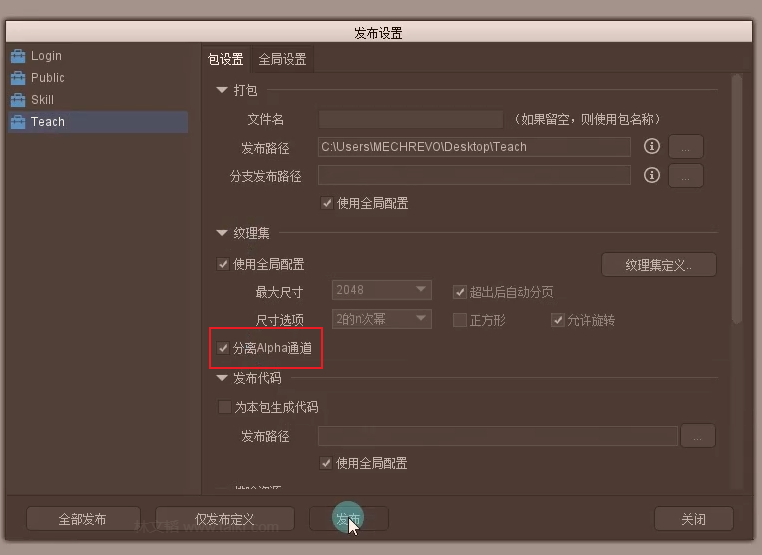 发布设置
Login
Public
Skill
Teach
包设置 全局设置
打包
文件名 （如果留空，则使用包名称）
发布路径 C:\Users\MECHREVO\Desktop\Teach ...
分支发布路径 ...
使用全局配置
纹理集
使用全局配置 纹理集定义..
最大尺寸 2048 超出后自动分页
尺寸选项 2的n次幂 正方形 允许旋转
分离Alpha通道
发布代码
为本包生成代码
发布路径 ...
使用全局配置
全部发布 仅发布定义 发布 关闭